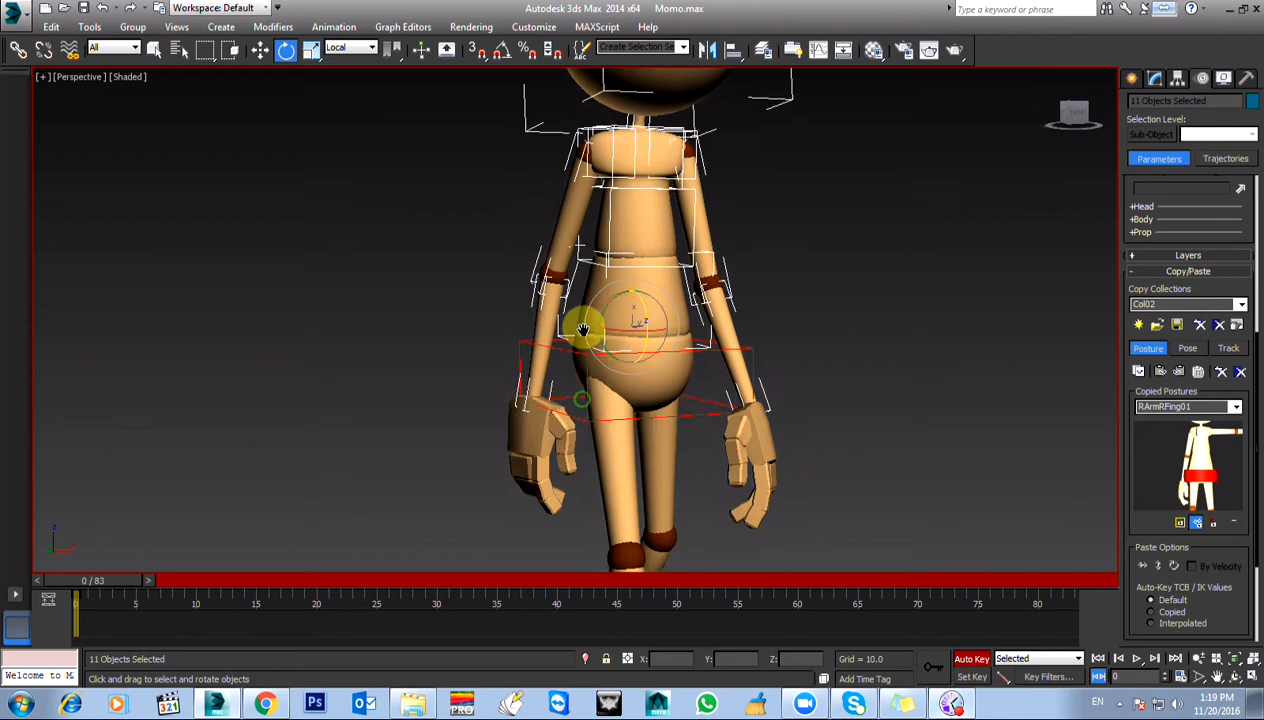 Workspace: Default
Autodesk 3ds Max 2014 x64
Momo.max
Type a keyword or phrase
Edit Tools Group Views Create Modifiers Animation Graph Editors Rendering Customize MAXScript Help
All
Local
3
Create Selection Se
[+] [Perspective] [Shaded]
11 Objects Selected
Selection Level:
Sub-Object
Parameters Trajectories
+Head
+Body
+Prop
+ Layers
- Copy/Paste
Copy Collections
Col02
Posture Pose Track
Copied Postures
RArmRFing01
Paste Options
By Velocity
Auto-Key TCB / IK Values
Default
Copied
Interpolated
x
y
z
z
< 0 / 83 >
0 5 10 15 20 25 30 35 40 45 50 55 60 65 70 75 80
11 Objects Selected
X: Y: Z:
Grid = 10.0
Auto Key
Selected
Welcome to M
Click and drag to select and rotate objects
Add Time Tag
Set Key
Key Filters...
0
321
Ps
PRO
EN
1:19 PM
11/20/2016